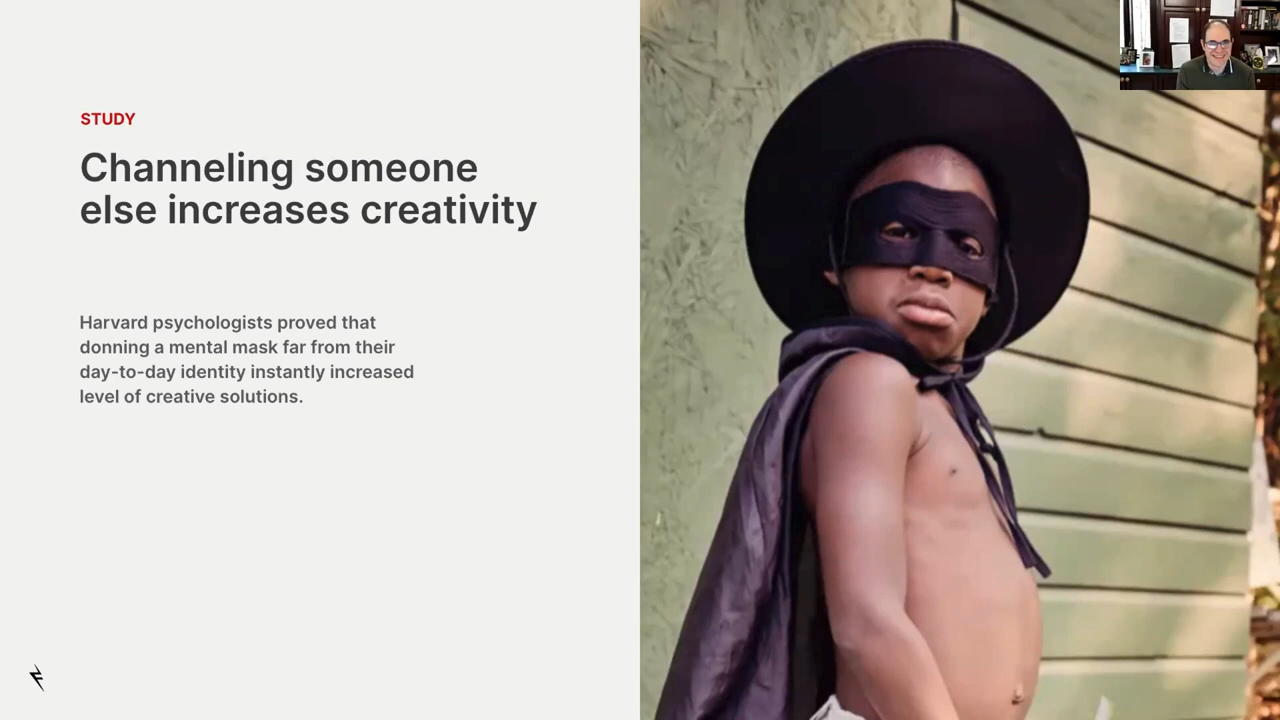 STUDY
Channeling someone
else increases creativity
Harvard psychologists proved that
donning a mental mask far from their
day-to-day identity instantly increased
level of creative solutions.